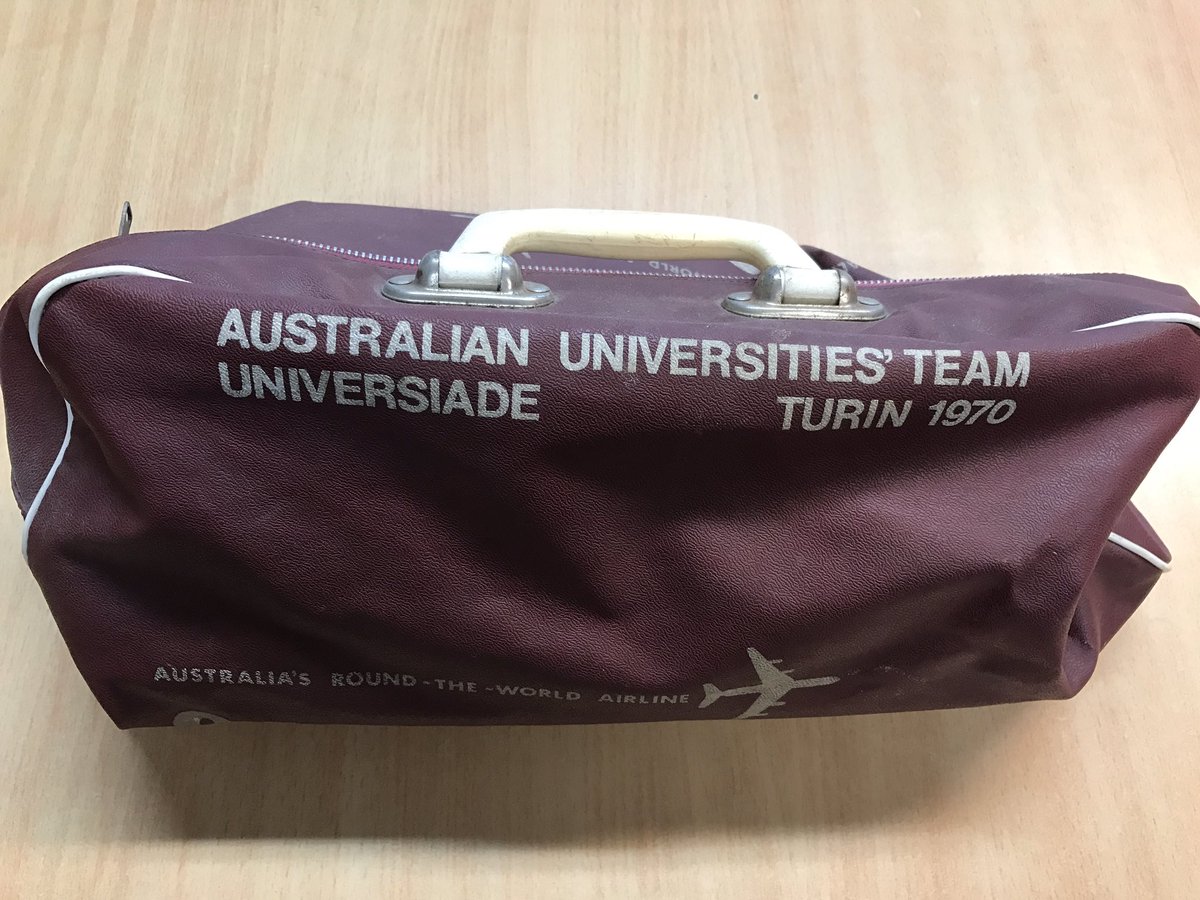 AUSTRALIAN UNIVERSITIES' TEAM
UNIVERSIADE TURIN 1970
AUSTRALIA'S ROUND-THE-WORLD AIRLINE